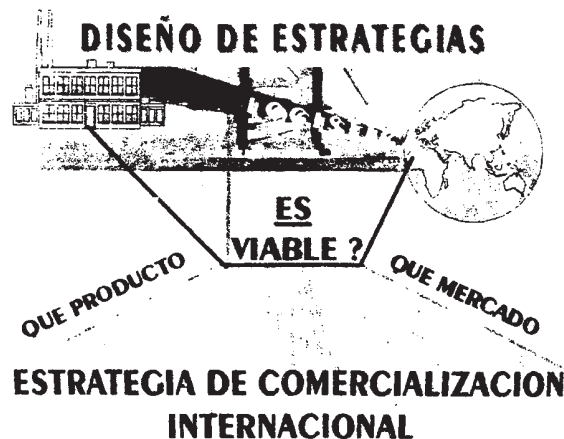 DISEÑO DE ESTRATEGIAS
ES
VIABLE ?
QUE PRODUCTO
QUE MERCADO
ESTRATEGIA DE COMERCIALIZACION
INTERNACIONAL